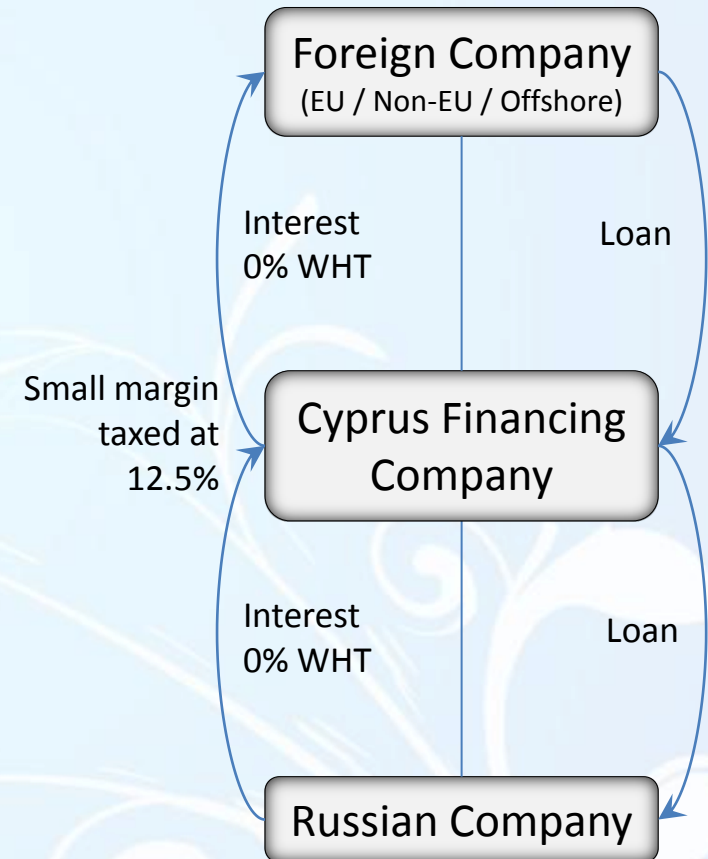 Foreign Company
(EU / Non-EU / Offshore)
Interest
0% WHT
Loan
Small margin
taxed at
12.5%
Cyprus Financing
Company
Interest
0% WHT
Loan
Russian Company